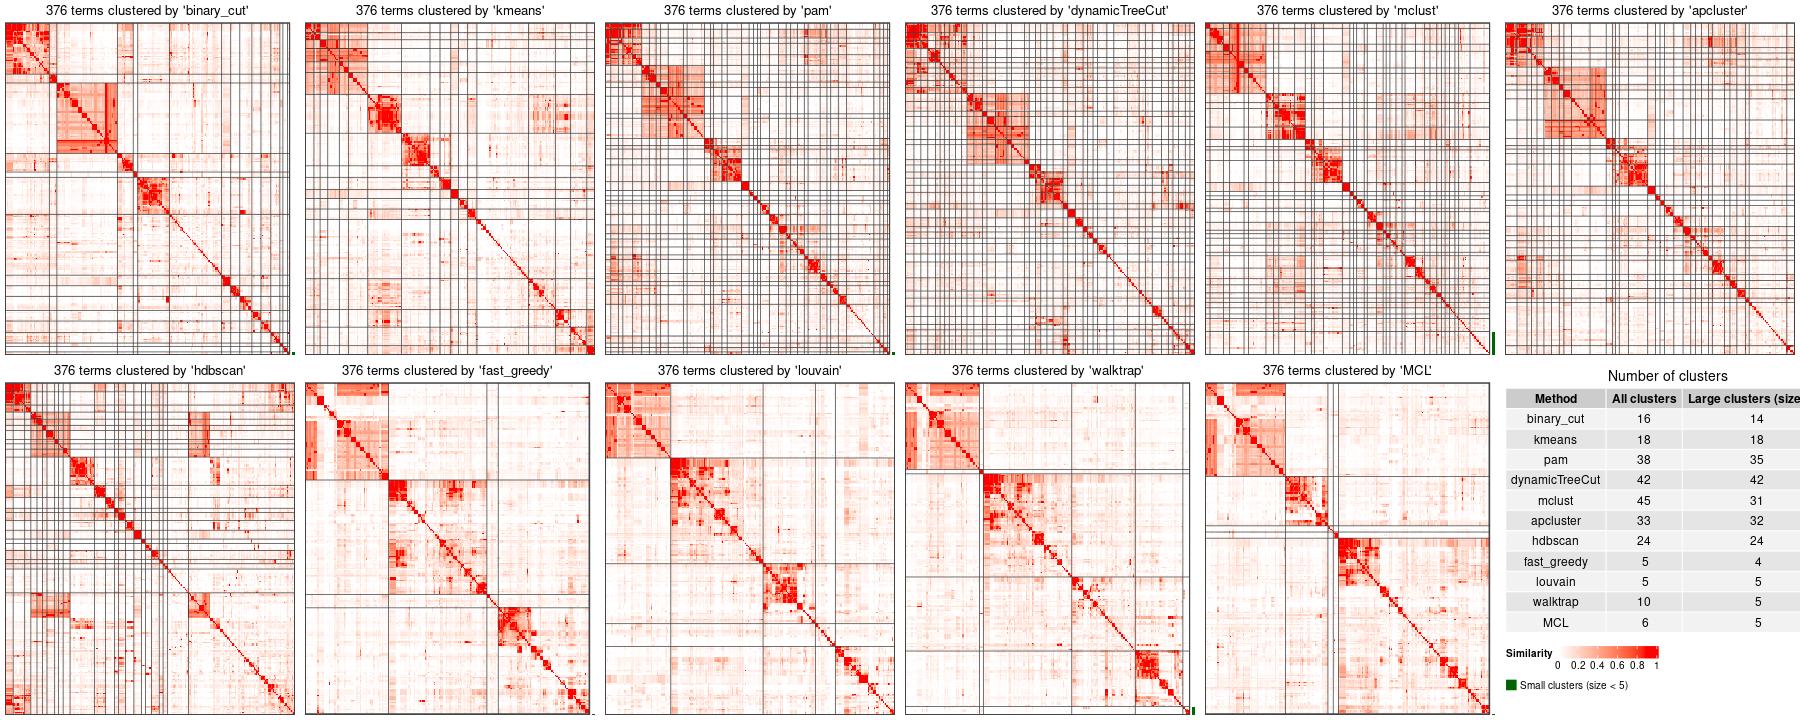 376 terms clustered by 'binary_cut'
376 terms clustered by 'kmeans'
376 terms clustered by 'pam'
376 terms clustered by 'dynamicTreeCut'
376 terms clustered by 'mclust'
376 terms clustered by 'apcluster'
376 terms clustered by 'hdbscan'
376 terms clustered by 'fast_greedy'
376 terms clustered by 'louvain'
376 terms clustered by 'walktrap'
376 terms clustered by 'MCL'
Number of clusters
Method All clusters Large clusters (size
binary_cut 16 14
kmeans 18 18
pam 38 35
dynamicTreeCut 42 42
mclust 45 31
apcluster 33 32
hdbscan 24 24
fast_greedy 5 4
louvain 5 5
walktrap 10 5
MCL 6 5
Similarity
0 0.2 0.4 0.6 0.8 1
Small clusters (size < 5)